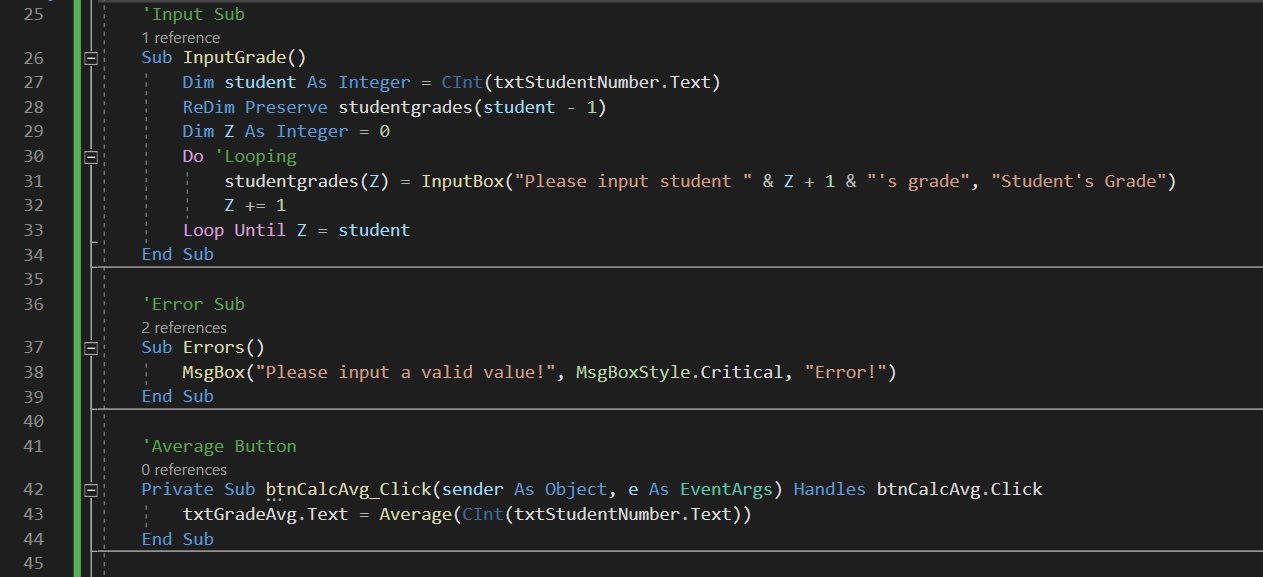 25 'Input Sub
1 reference
26 Sub InputGrade()
27 Dim student As Integer = CInt(txtStudentNumber.Text)
28 ReDim Preserve studentgrades(student - 1)
29 Dim Z As Integer = 0
30 Do 'Looping
31 studentgrades(Z) = InputBox("Please input student " & Z + 1 & "'s grade", "Student's Grade")
32 Z += 1
33 Loop Until Z = student
34 End Sub
35
36 'Error Sub
2 references
37 Sub Errors()
38 MsgBox("Please input a valid value!", MsgBoxStyle.Critical, "Error!")
39 End Sub
40
41 'Average Button
0 references
42 Private Sub btnCalcAvg_Click(sender As Object, e As EventArgs) Handles btnCalcAvg.Click
43 txtGradeAvg.Text = Average(CInt(txtStudentNumber.Text))
44 End Sub
45